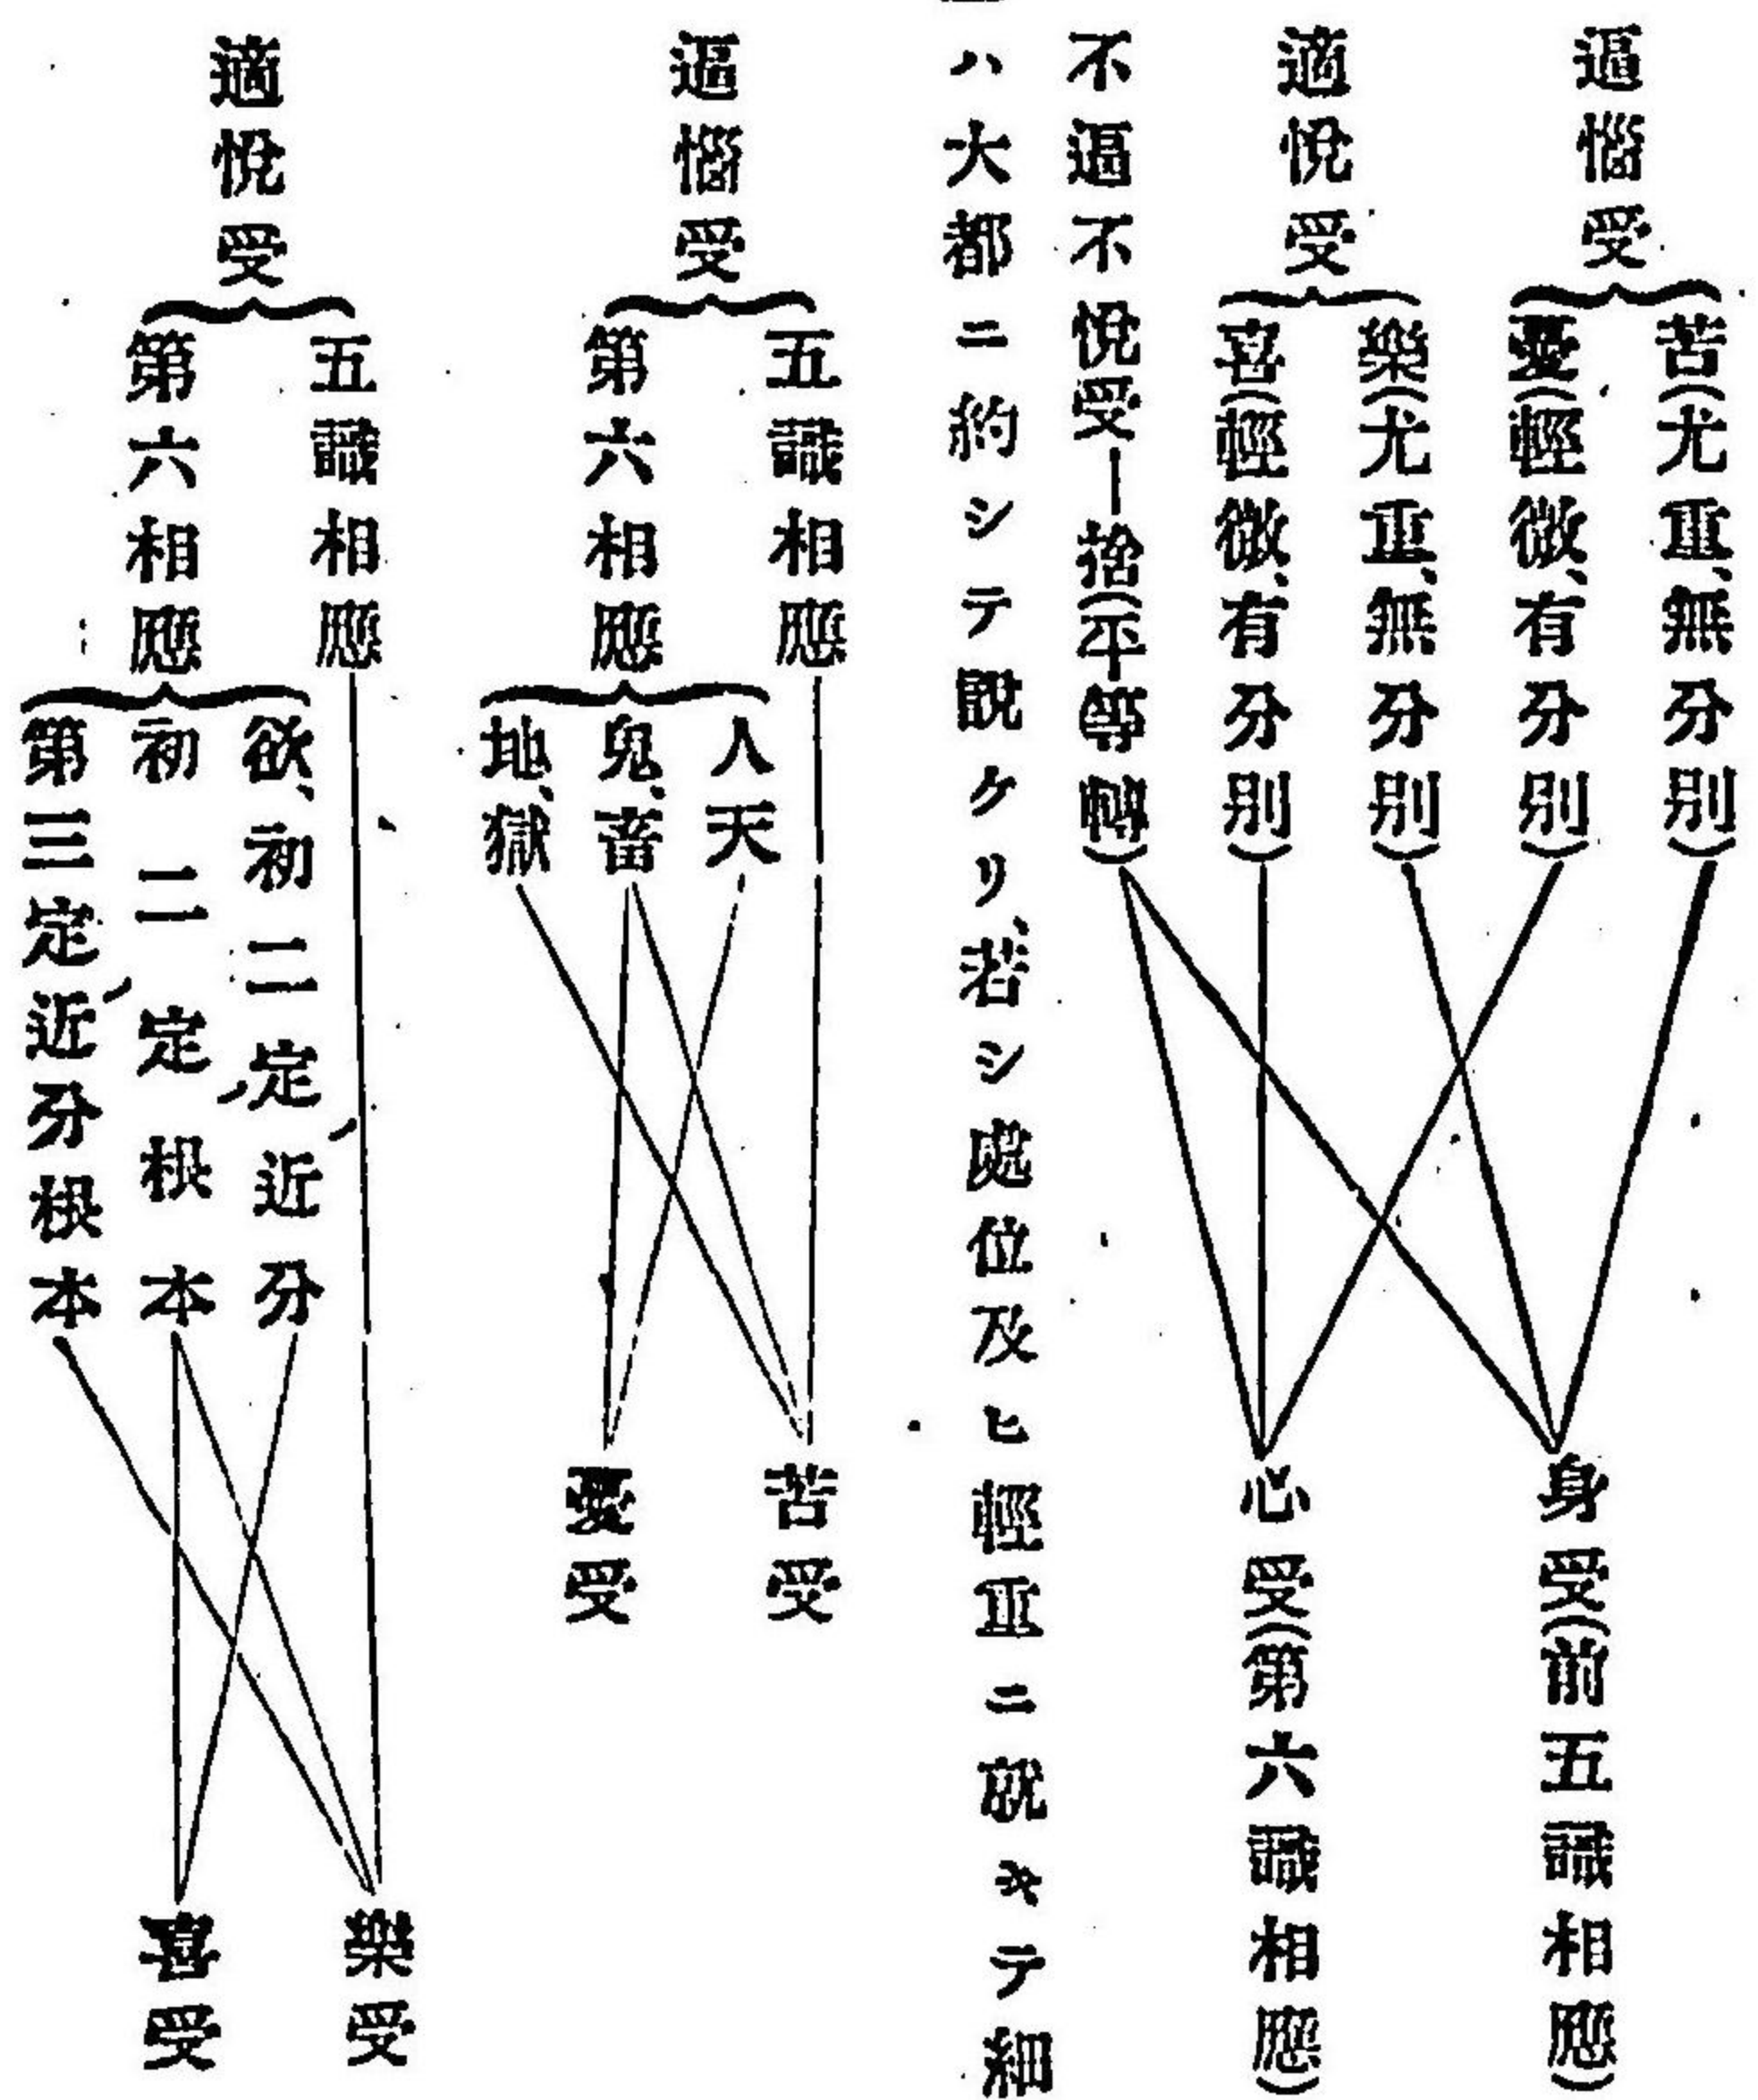 逼惱受
苦(尤重、無分別)
憂(輕微、有分別)
適悅受
樂(尤重、無分別)
喜(輕微、有分別)
不逼不悅受―捨(平等轉)
身受(前五識相應)
心受(第六識相應)
ハ大都ニ約シテ說ケリ、若シ處位及ヒ輕重ニ就キテ細
逼惱受
五識相應
第六相應
人天
鬼、畜
地、獄
苦受
憂受
適悅受
五識相應
第六相應
欲、初二定、近分
初二定、根本
第三定、近分根本
樂受
喜受